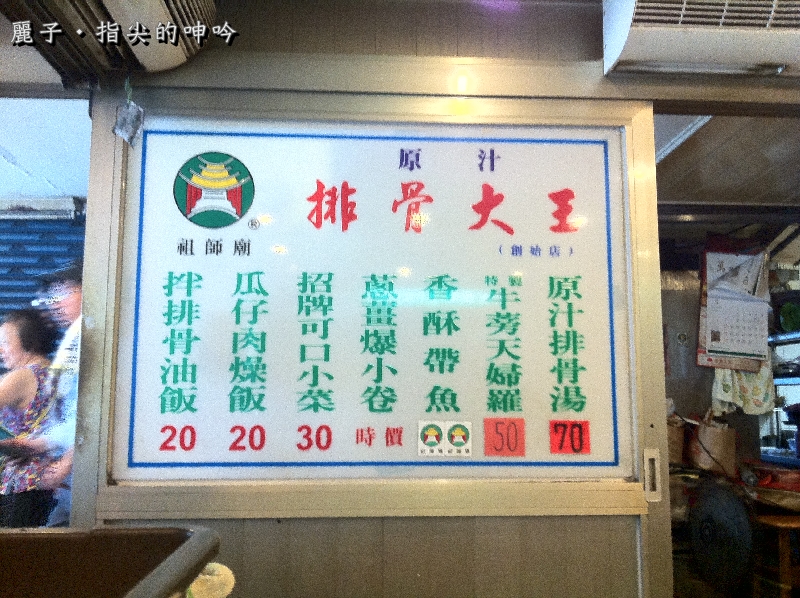 麗子·指尖的呻吟
原汁
排骨大王
(創始店)
®
祖師廟
原汁排骨湯 70
特製牛蒡天婦羅 50
香酥帶魚
蔥薑爆小卷 時價
招牌可口小菜 30
瓜仔肉燥飯 20
拌排骨油飯 20